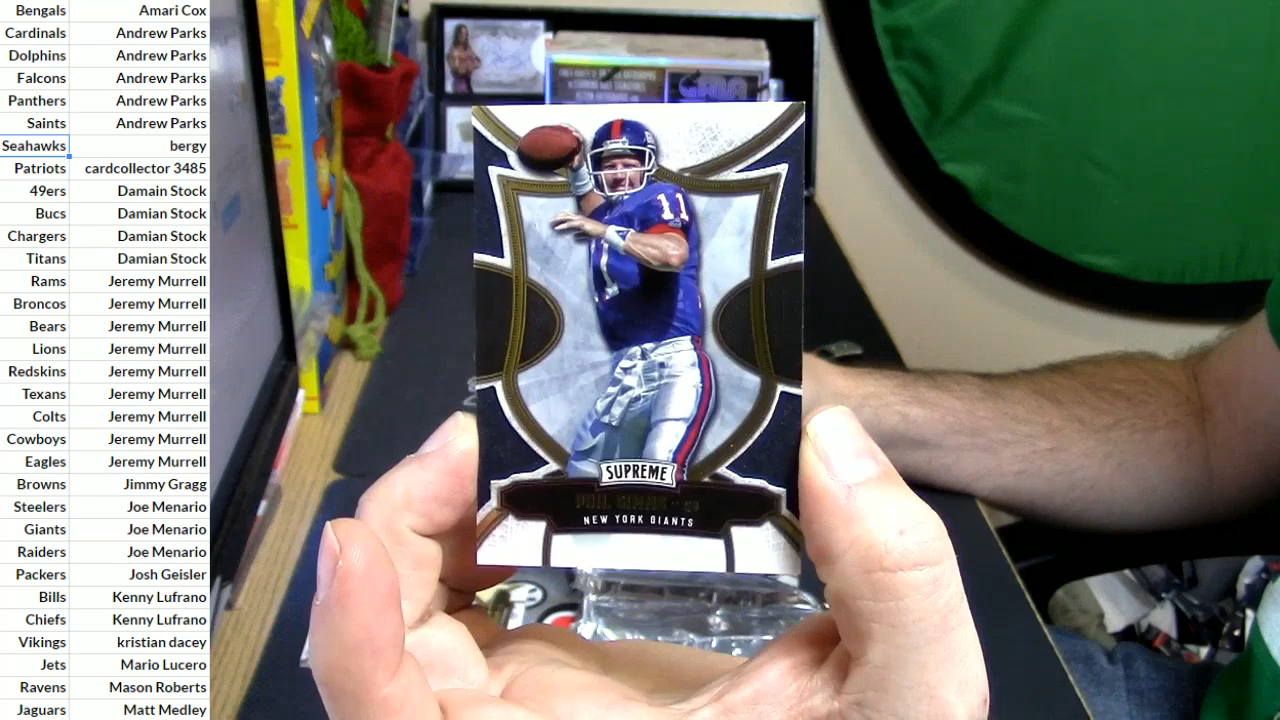 Bengals Amari Cox
Cardinals Andrew Parks
Dolphins Andrew Parks
Falcons Andrew Parks
Panthers Andrew Parks
Saints Andrew Parks
Seahawks bergy
Patriots cardcollector 3485
49ers Damain Stock
Bucs Damian Stock
Chargers Damian Stock
Titans Damian Stock
Rams Jeremy Murrell
Broncos Jeremy Murrell
Bears Jeremy Murrell
Lions Jeremy Murrell
Redskins Jeremy Murrell
Texans Jeremy Murrell
Colts Jeremy Murrell
Cowboys Jeremy Murrell
Eagles Jeremy Murrell
Browns Jimmy Gragg
Steelers Joe Menario
Giants Joe Menario
Raiders Joe Menario
Packers Josh Geisler
Bills Kenny Lufrano
Chiefs Kenny Lufrano
Vikings kristian dacey
Jets Mario Lucero
Ravens Mason Roberts
Jaguars Matt Medley
11
11
SUPREME
PHIL SIMMS - QB
NEW YORK GIANTS